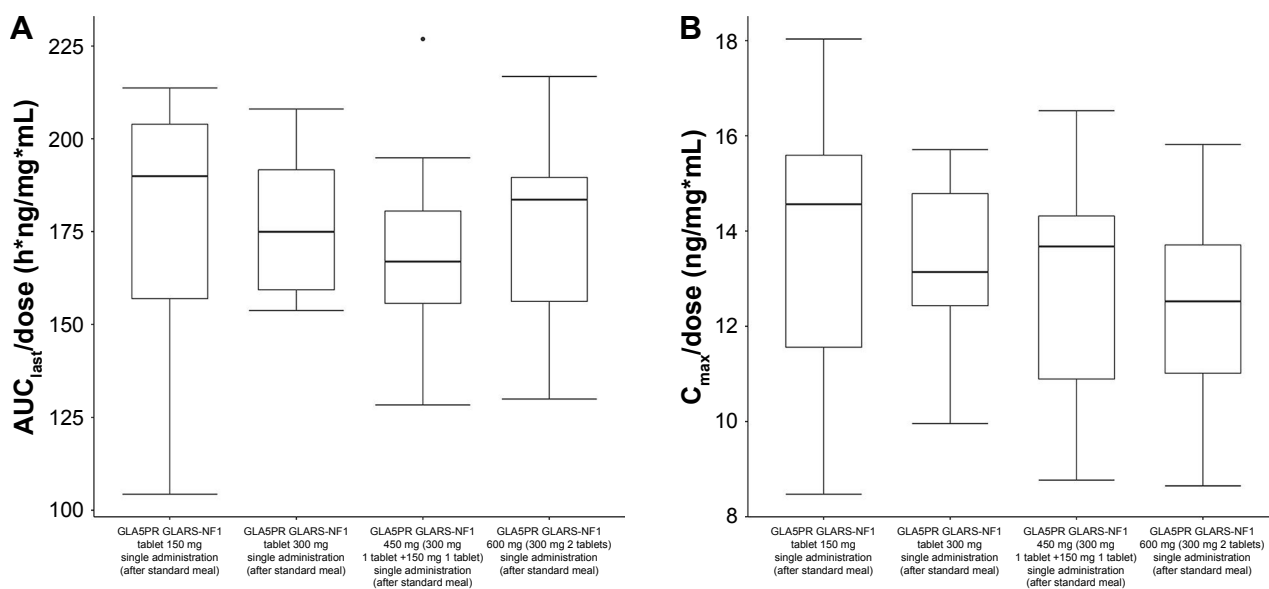 A
AUClast/dose (h*ng/mg*mL)
225
200
175
150
125
100
GLA5PR GLARS-NF1
tablet 150 mg
single administration
(after standard meal)
GLA5PR GLARS-NF1
tablet 300 mg
single administration
(after standard meal)
GLA5PR GLARS-NF1
450 mg (300 mg
1 tablet +150 mg 1 tablet)
single administration
(after standard meal)
GLA5PR GLARS-NF1
600 mg (300 mg 2 tablets)
single administration
(after standard meal)
B
Cmax/dose (ng/mg*mL)
18
16
14
12
10
8
GLA5PR GLARS-NF1
tablet 150 mg
single administration
(after standard meal)
GLA5PR GLARS-NF1
tablet 300 mg
single administration
(after standard meal)
GLA5PR GLARS-NF1
450 mg (300 mg
1 tablet +150 mg 1 tablet)
single administration
(after standard meal)
GLA5PR GLARS-NF1
600 mg (300 mg 2 tablets)
single administration
(after standard meal)